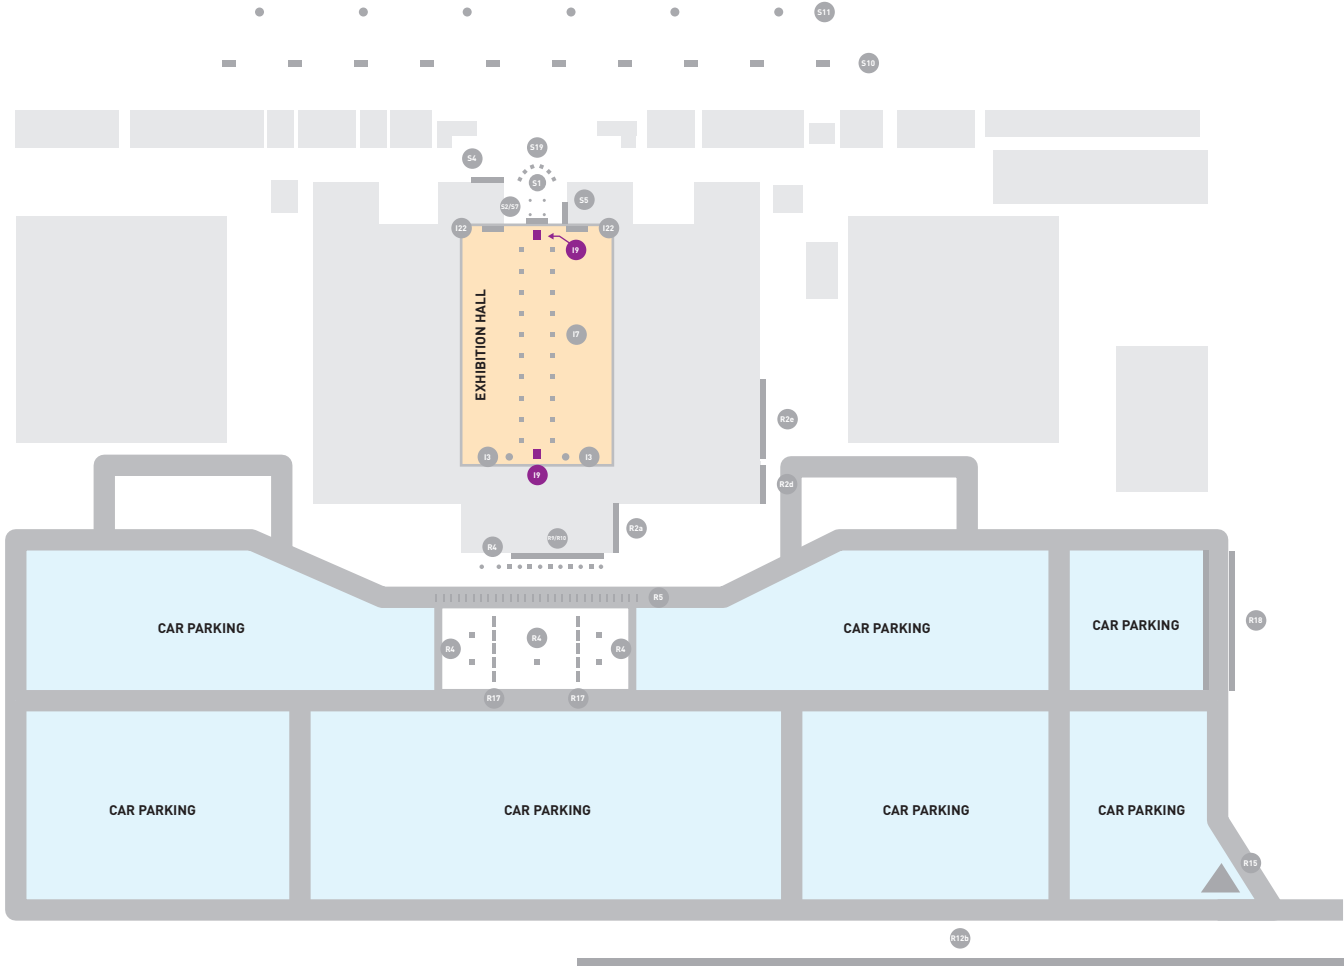 S11
S10
S19
S4
S1
S5
S2/S7
I22
I22
I9
EXHIBITION HALL
I7
R2e
I3
I3
I9
R2d
R2a
R9/R10
R4
R5
CAR PARKING
CAR PARKING
CAR PARKING
R18
R4
R4
R4
R17
R17
CAR PARKING
CAR PARKING
CAR PARKING
CAR PARKING
R15
R12b